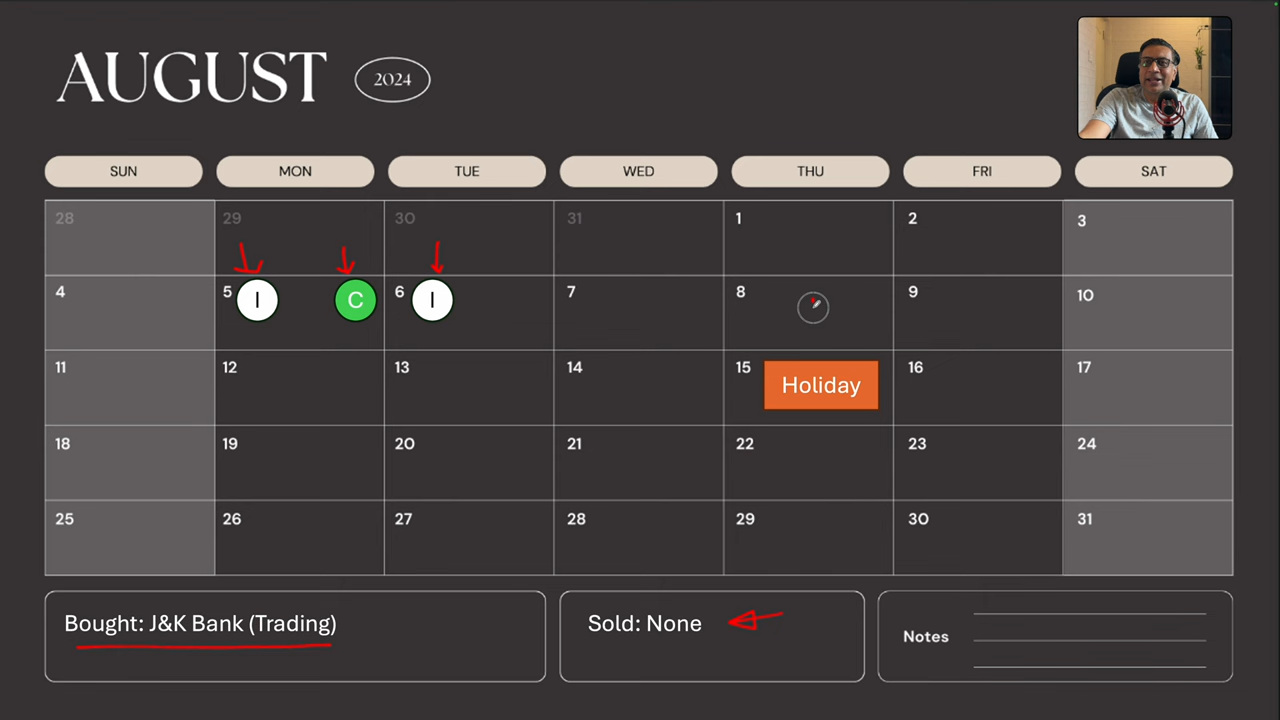 AUGUST 2024
SUN MON TUE WED THU FRI SAT
28 29 30 31 1 2 3
4 5 I C 6 I 7 8 9 10
11 12 13 14 15 Holiday 16 17
18 19 20 21 22 23 24
25 26 27 28 29 30 31
Bought: J&K Bank (Trading)
Sold: None
Notes